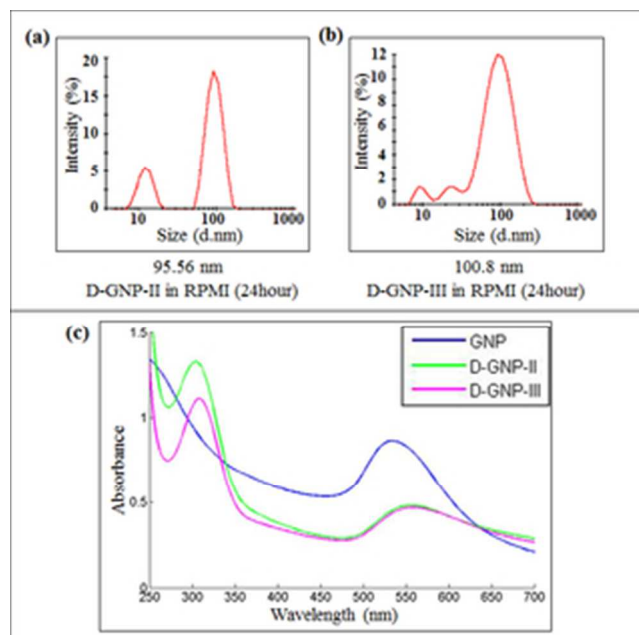 (a)
Intensity (%)
20
15
10
5
0
10 100 1000
Size (d.nm)
95.56 nm
D-GNP-II in RPMI (24hour)
(b)
Intensity (%)
12
10
8
6
4
2
0
10 100 1000
Size (d.nm)
100.8 nm
D-GNP-III in RPMI (24hour)
(c)
GNP
D-GNP-II
D-GNP-III
Absorbance
1.5
1
0.5
0
250 300 350 400 450 500 550 600 650 700
Wavelength (nm)